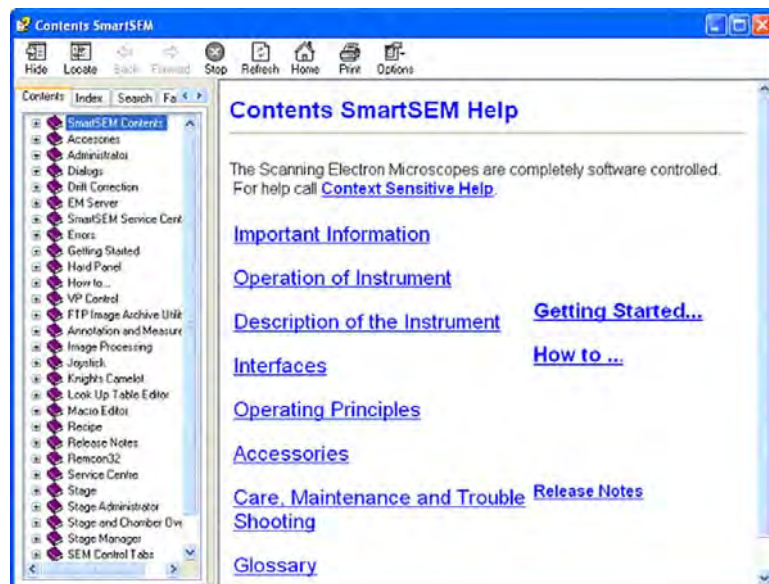 Contents SmartSEM
Hide Locate Back Forward Stop Refresh Home Print Options
Contents Index Search Fa
SmartSEM Contents
Accesories
Administrator
Dialogs
Drift Correction
EM Server
SmartSEM Service Cent
Errors
Getting Started
Hard Panel
How to...
VP Control
FTP Image Archive Utilit
Annotation and Measure
Image Processing
Joystick
Knights Camelot
Look Up Table Editor
Macro Editor
Recipe
Release Notes
Remcon32
Service Centre
Stage
Stage Administrator
Stage and Chamber Ove
Stage Manager
SEM Control Tabs
Contents SmartSEM Help
The Scanning Electron Microscopes are completely software controlled.
For help call Context Sensitive Help.
Important Information
Operation of Instrument
Description of the Instrument
Interfaces
Operating Principles
Accessories
Care, Maintenance and Trouble
Shooting
Glossary
Getting Started...
How to ...
Release Notes